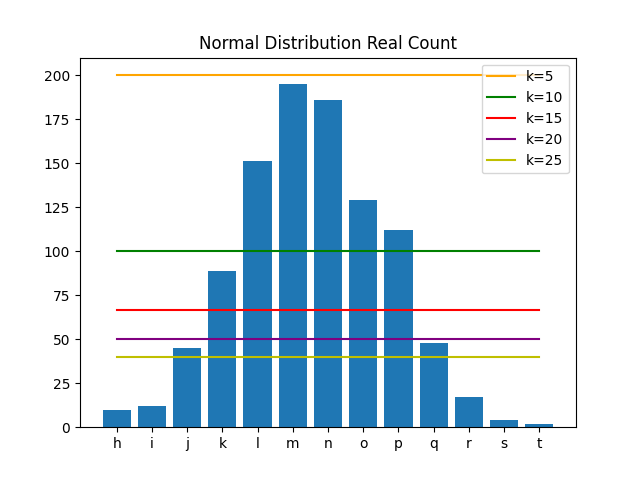 Normal Distribution Real Count
200
175
150
125
100
75
50
25
0
k=5
k=10
k=15
k=20
k=25
h i j k l m n o p q r s t